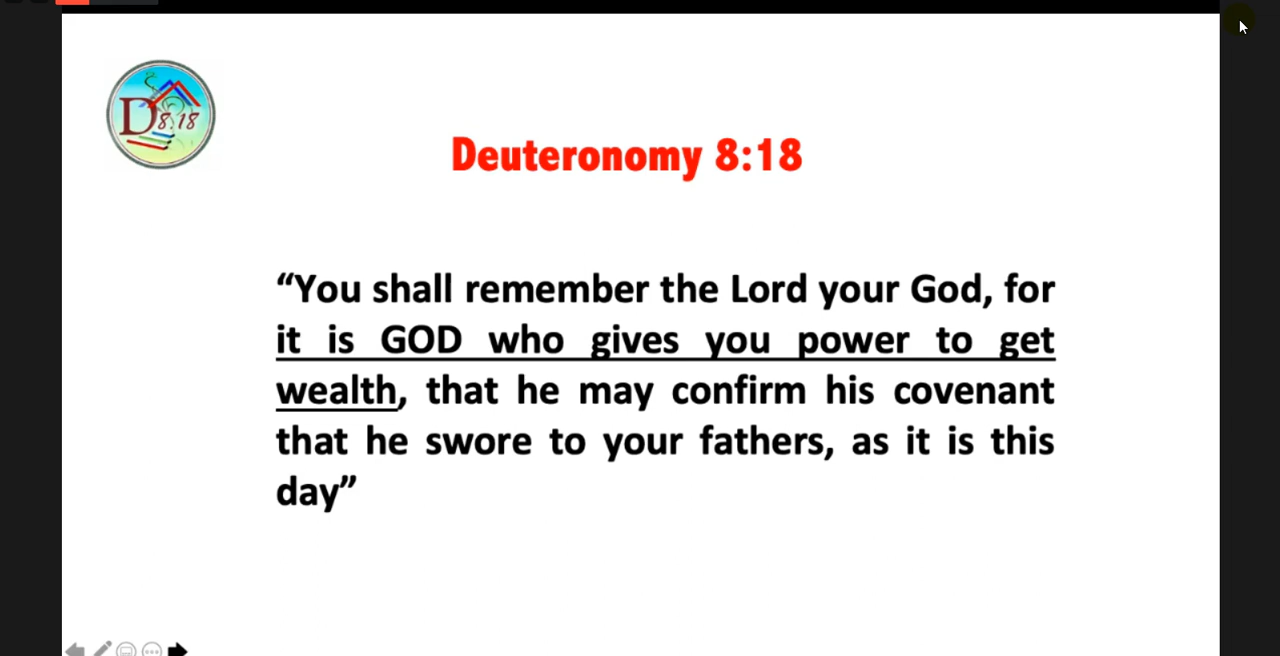 D8:18
Deuteronomy 8:18
“You shall remember the Lord your God, for
it is GOD who gives you power to get
wealth, that he may confirm his covenant
that he swore to your fathers, as it is this
day”